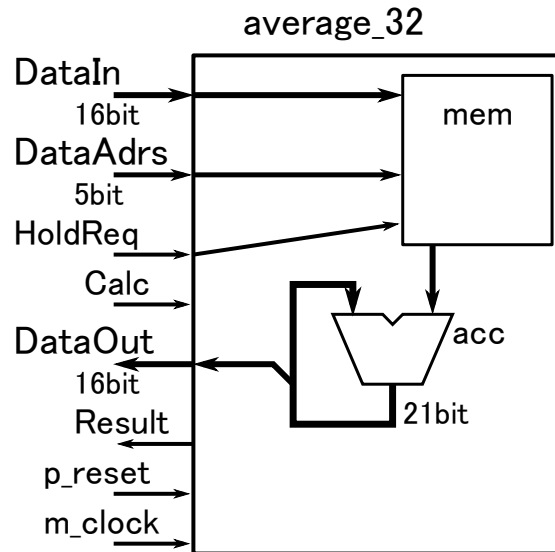 average_32
DataIn
16bit
mem
DataAdrs
5bit
HoldReq
Calc
DataOut
acc
16bit
21bit
Result
p_reset
m_clock